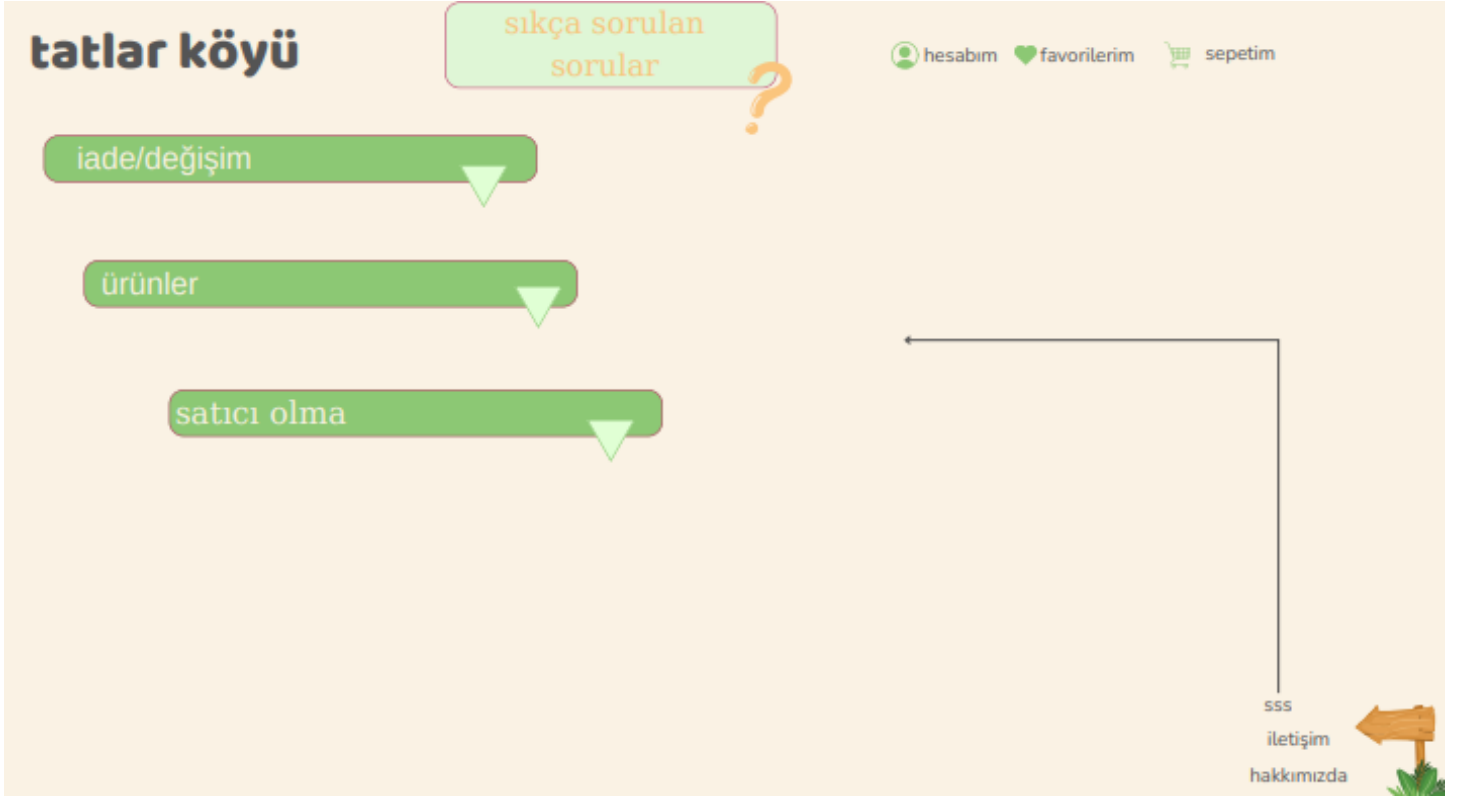 tatlar köyü
sıkça sorulan
sorular
?
hesabım
favorilerim
sepetim
iade/değişim
ürünler
satıcı olma
sss
iletişim
hakkımızda